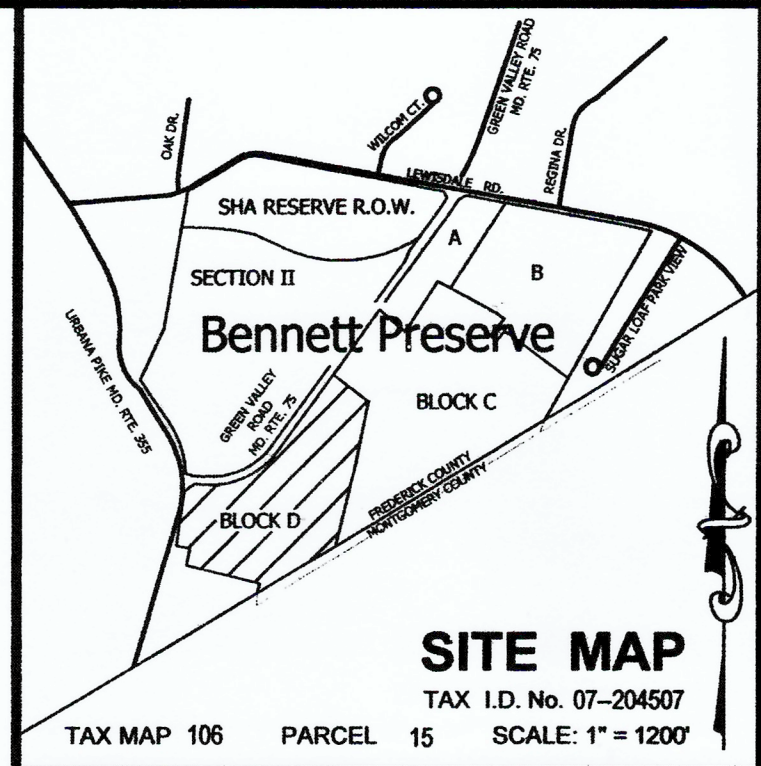 GREEN VALLEY ROAD
MD. RTE. 75
OAK DR.
WILCOM CT.
REGINA DR.
LEWISDALE RD.
SHA RESERVE R.O.W.
A
B
SECTION II
SUGAR LOAF PARK VIEW
Bennett Preserve
URBANA PIKE MD. RTE. 355
GREEN VALLEY
ROAD
MD. RTE. 75
BLOCK C
FREDERICK COUNTY
MONTGOMERY COUNTY
BLOCK D
SITE MAP
TAX I.D. No. 07-204507
TAX MAP 106 PARCEL 15 SCALE: 1" = 1200'